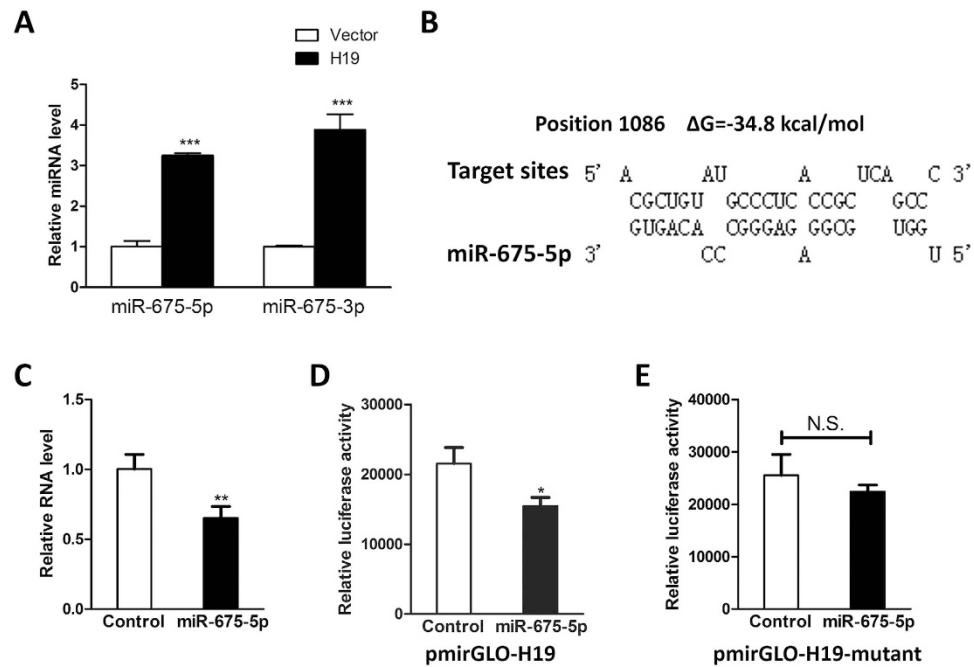 A
Vector
H19
Relative miRNA level
5
4
3
2
1
0
***
***
miR-675-5p
miR-675-3p
B
Position 1086 ΔG=-34.8 kcal/mol
Target sites 5' A AU A UCA C 3'
CGCUGU GCCCUC CCGC GCC
GUGACA CGGGAG GGCG UGG
miR-675-5p 3' CC A U 5'
C
Relative RNA level
1.5
1.0
0.5
0.0
**
Control miR-675-5p
D
Relative luciferase activity
30000
20000
10000
0
*
Control miR-675-5p
pmirGLO-H19
E
Relative luciferase activity
40000
30000
20000
10000
0
N.S.
Control miR-675-5p
pmirGLO-H19-mutant